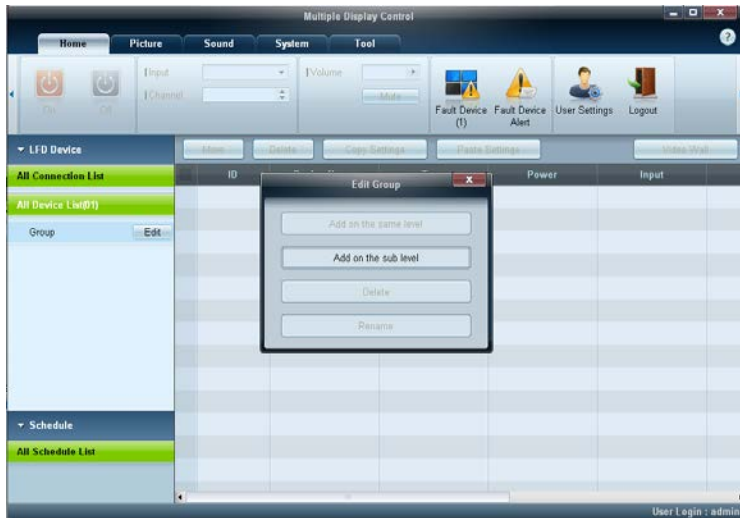 Multiple Display Control
Home Picture Sound System Tool
Input
Volume
Channel
Mute
On Off
Fault Device (1)
Fault Device Alert
User Settings
Logout
LFD Device
Move Delete Copy Settings Paste Settings Video Wall
All Connection List
ID Power Input
Edit Group
All Device List(01)
Group Edit
Add on the same level
Add on the sub level
Delete
Rename
Schedule
All Schedule List
User Login : admin